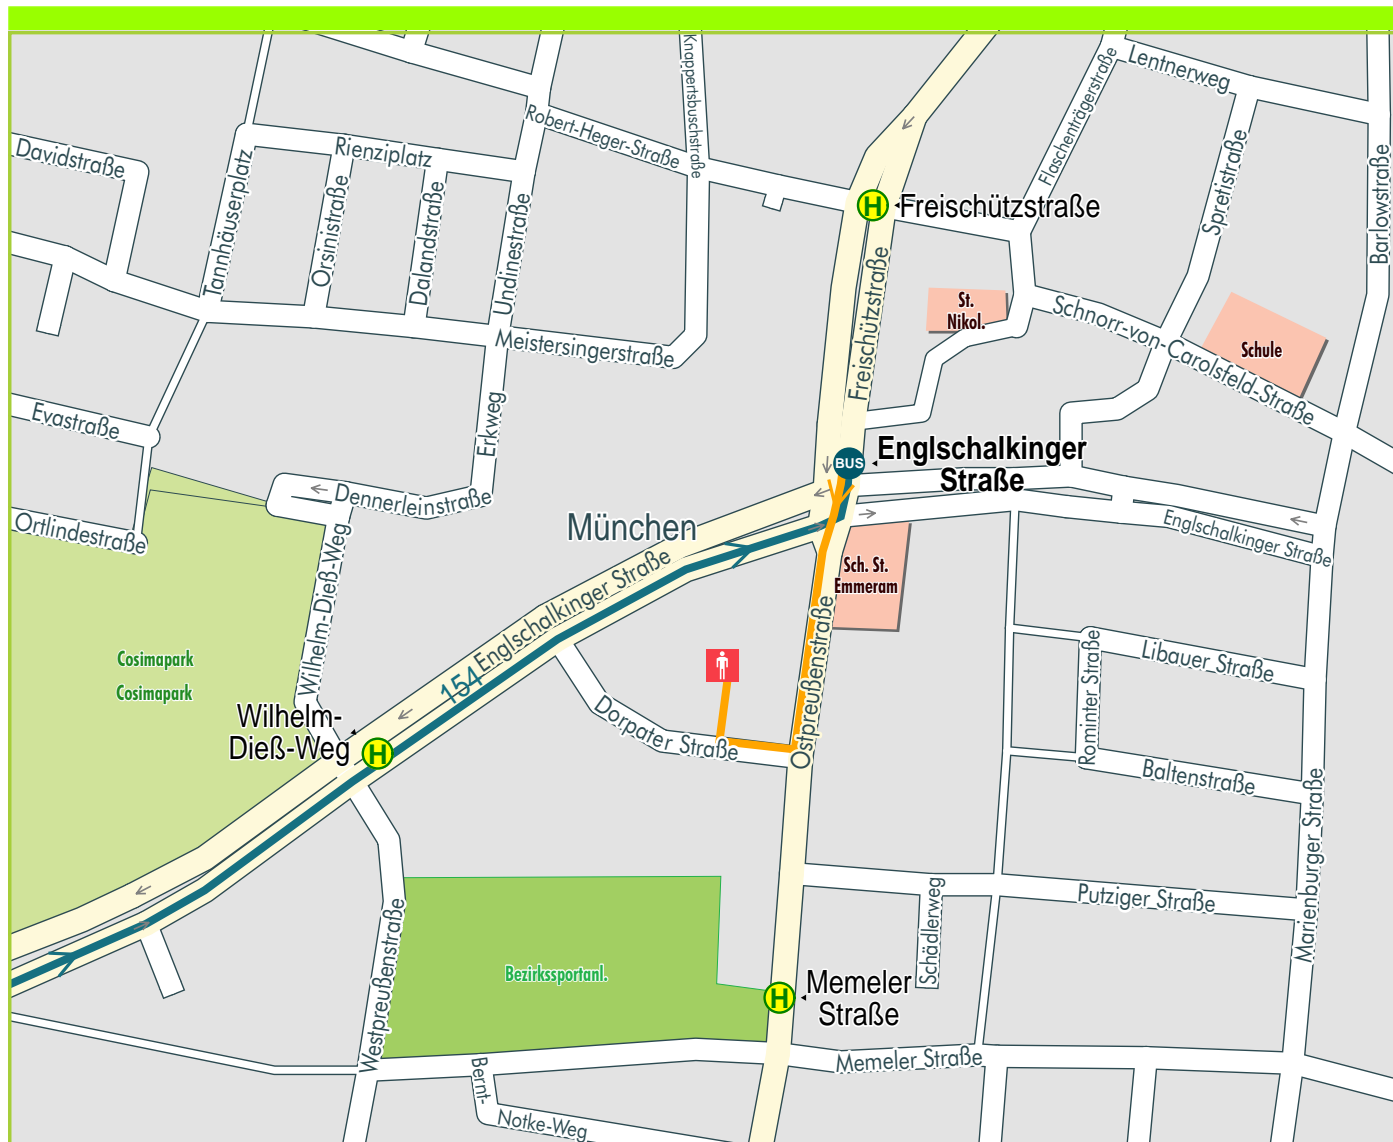 Knappertsbuschstraße
Lentnerweg
Flaschenträgerstraße
Robert-Heger-Straße
Davidstraße
Rienziplatz
Tannhäuserplatz
Orsinistraße
Dalandstraße
Undinestraße
Spretistraße
Barlowstraße
H
Freischützstraße
Freischützstraße
St.
Nikol.
Schnorr-von-Carolsfeld-Straße
Schule
Meistersingerstraße
Evastraße
Erkweg
BUS
Englschalkinger
Straße
Dennerleinstraße
Ortlindestraße
München
Englschalkinger Straße
Wilhelm-Dieß-Weg
Englschalkinger Straße
Sch. St.
Emmeram
Ostpreußenstraße
Cosimapark
Cosimapark
154
Wilhelm-
Dieß-Weg
H
Dorpater Straße
Rominter Straße
Libauer Straße
Baltenstraße
Marienburger Straße
Putziger Straße
Schädlerweg
Westpreußenstraße
Bezirkssportanl.
H
Memeler
Straße
Memeler Straße
Bernt-
Notke-Weg